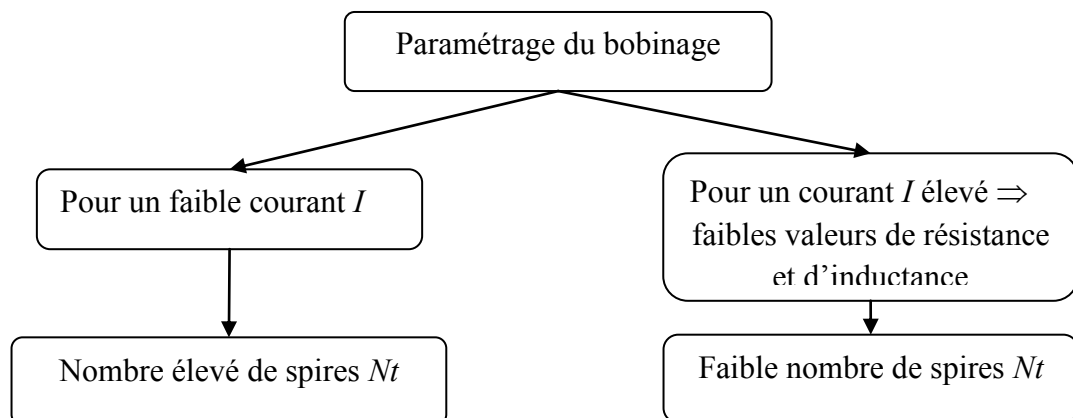 Paramétrage du bobinage
Pour un faible courant I
Pour un courant I élevé ⇒
faibles valeurs de résistance
et d’inductance
Nombre élevé de spires Nt
Faible nombre de spires Nt